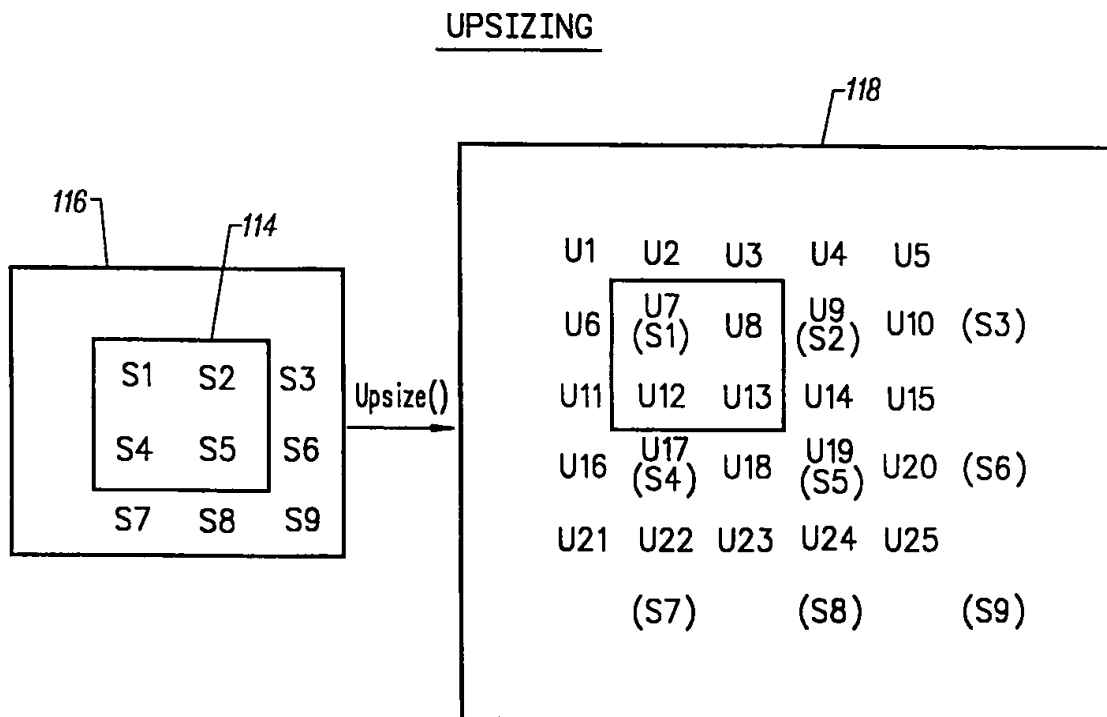 UPSIZING
118
116
114
U1 U2 U3 U4 U5
U6 U7 (S1) U8 U9 (S2) U10 (S3)
S1 S2 S3
Upsize()
U11 U12 U13 U14 U15
S4 S5 S6
U16 U17 (S4) U18 U19 (S5) U20 (S6)
S7 S8 S9
U21 U22 U23 U24 U25
(S7) (S8) (S9)